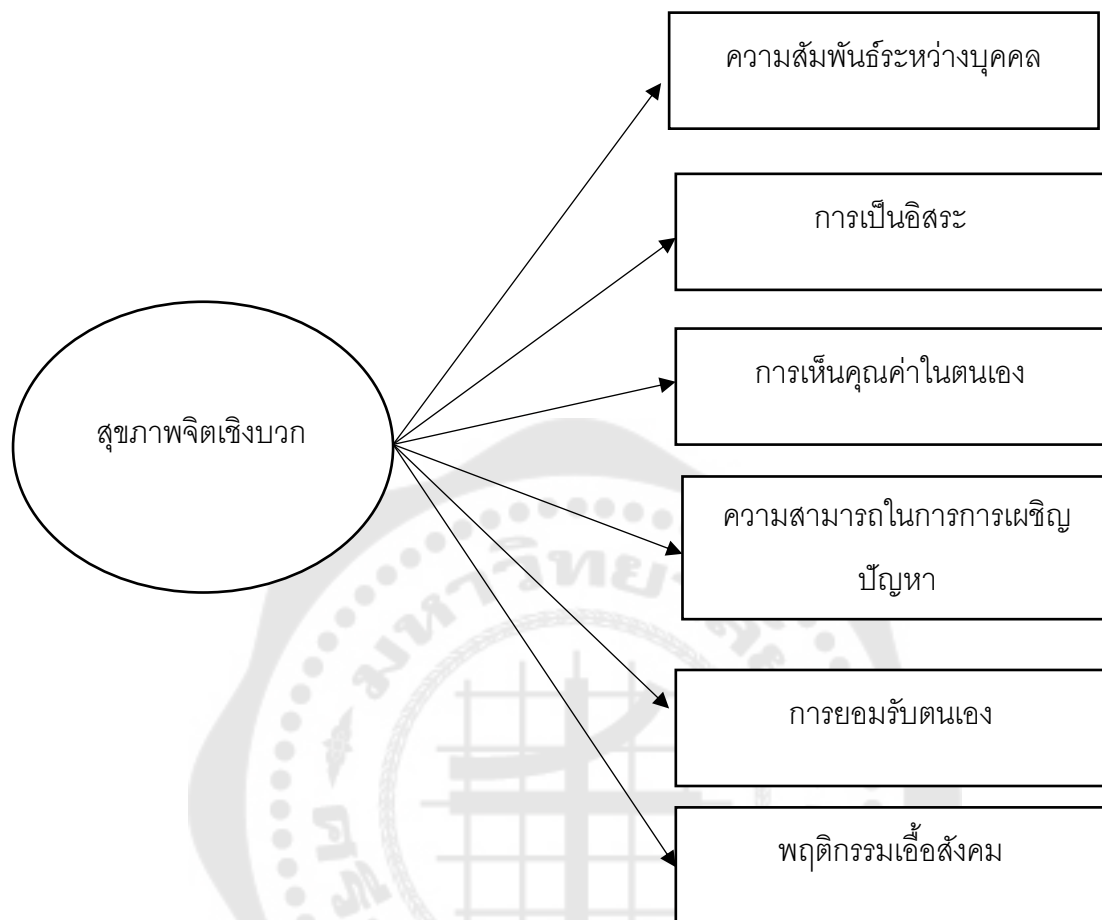 ความสัมพันธ์ระหว่างบุคคล
การเป็นอิสระ
การเห็นคุณค่าในตนเอง
สุขภาพจิตเชิงบวก
ความสามารถในการการเผชิญ
ปัญหา
การยอมรับตนเอง
พฤติกรรมเอื้อสังคม